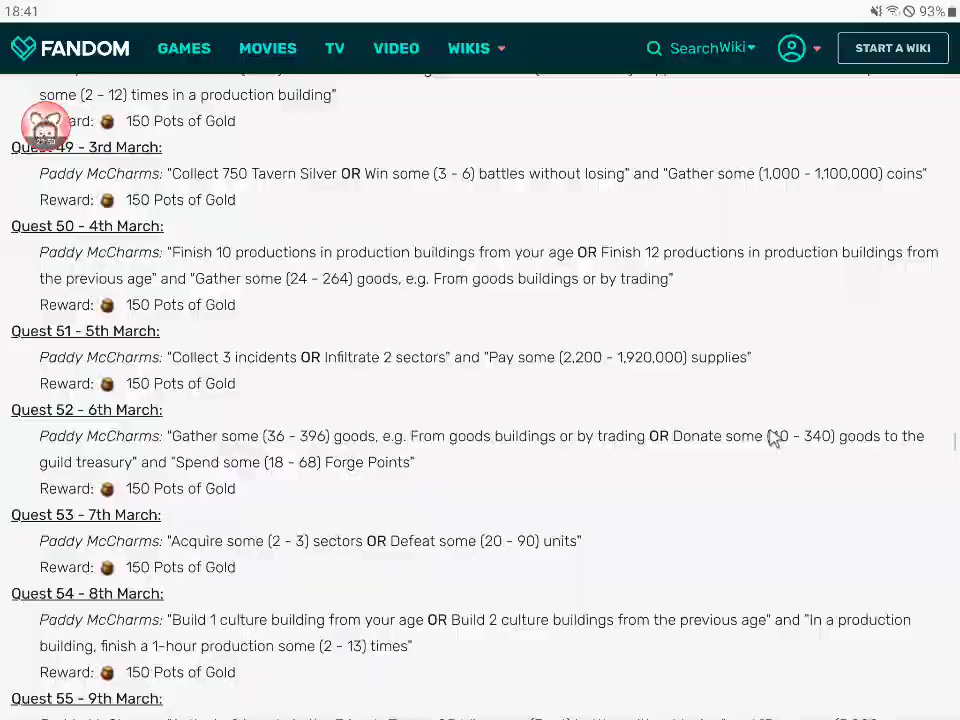 18:41
93%
FANDOM GAMES MOVIES TV VIDEO WIKIS SearchWiki START A WIKI
some (2 - 12) times in a production building"
150 Pots of Gold
Quest 49 - 3rd March:
Paddy McCharms: "Collect 750 Tavern Silver OR Win some (3 - 6) battles without losing" and "Gather some (1,000 - 1,100,000) coins"
Reward: 150 Pots of Gold
Quest 50 - 4th March:
Paddy McCharms: "Finish 10 productions in production buildings from your age OR Finish 12 productions in production buildings from
the previous age" and "Gather some (24 - 264) goods, e.g. From goods buildings or by trading"
Reward: 150 Pots of Gold
Quest 51 - 5th March:
Paddy McCharms: "Collect 3 incidents OR Infiltrate 2 sectors" and "Pay some (2,200 - 1,920,000) supplies"
Reward: 150 Pots of Gold
Quest 52 - 6th March:
Paddy McCharms: "Gather some (36 - 396) goods, e.g. From goods buildings or by trading OR Donate some - 340) goods to the
guild treasury" and "Spend some (18 - 68) Forge Points"
Reward: 150 Pots of Gold
Quest 53 - 7th March:
Paddy McCharms: "Acquire some (2 - 3) sectors OR Defeat some (20 - 90) units"
Reward: 150 Pots of Gold
Quest 54 - 8th March:
Paddy McCharms: "Build 1 culture building from your age OR Build 2 culture buildings from the previous age" and "In a production
building, finish a 1-hour production some (2 - 13) times"
Reward: 150 Pots of Gold
Quest 55 - 9th March: